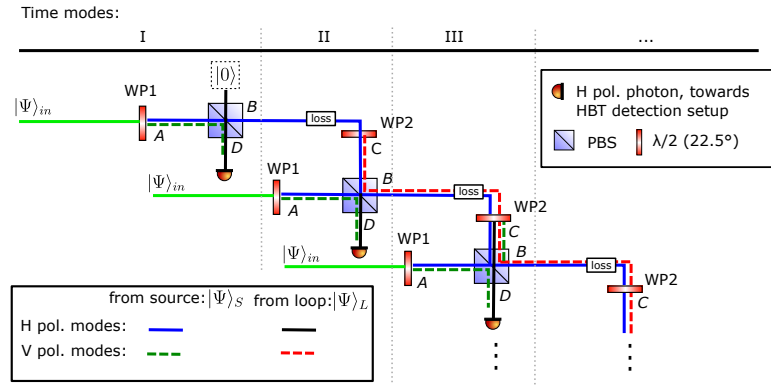 Time modes:
I II III ...
|0⟩
WP1
B
|Ψ⟩in
loss
A
D
WP2
C
H pol. photon, towards
HBT detection setup
PBS λ/2 (22.5°)
WP1
B
|Ψ⟩in
loss
A
D
WP2
C
WP1
B
|Ψ⟩in
loss
A
D
WP2
C
from source:|Ψ⟩S from loop:|Ψ⟩L
H pol. modes:
V pol. modes: